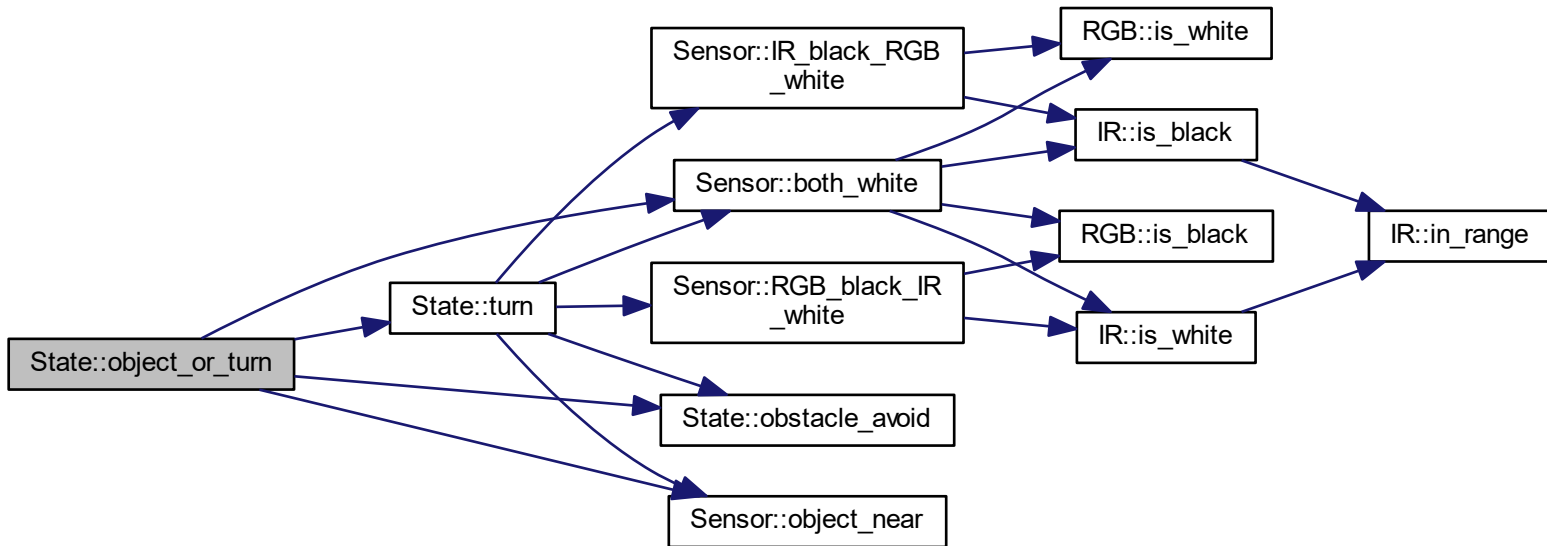 State::object_or_turn
State::turn
Sensor::IR_black_RGB
_white
Sensor::both_white
Sensor::RGB_black_IR
_white
State::obstacle_avoid
Sensor::object_near
RGB::is_white
IR::is_black
RGB::is_black
IR::is_white
IR::in_range